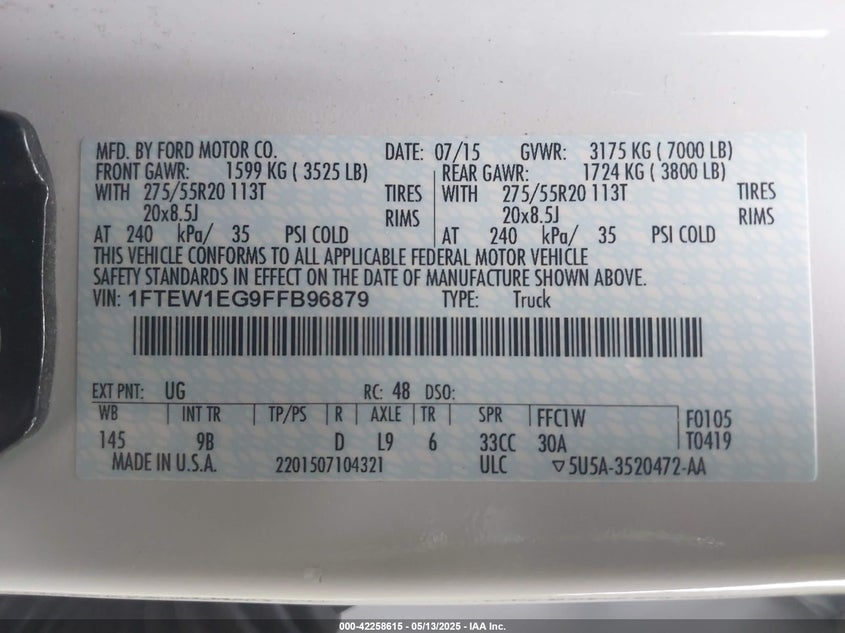 MFD. BY FORD MOTOR CO. DATE: 07/15 GVWR: 3175 KG ( 7000 LB)
FRONT GAWR: 1599 KG ( 3525 LB) REAR GAWR: 1724 KG ( 3800 LB)
WITH 275/55R20 113T TIRES WITH 275/55R20 113T TIRES
20x8.5J RIMS 20x8.5J RIMS
AT 240 kPa/ 35 PSI COLD AT 240 kPa/ 35 PSI COLD
THIS VEHICLE CONFORMS TO ALL APPLICABLE FEDERAL MOTOR VEHICLE
SAFETY STANDARDS IN EFFECT ON THE DATE OF MANUFACTURE SHOWN ABOVE.
VIN: 1FTEW1EG9FFB96879 TYPE: Truck
EXT PNT: UG RC: 48 DSO:
WB INT TR TP/PS R AXLE TR SPR FFC1W F0105
145 9B D L9 6 33CC 30A T0419
MADE IN U.S.A. 2201507104321 ULC ▽5U5A-3520472-AA
000-42258615 - 05/13/2025 - IAA Inc.